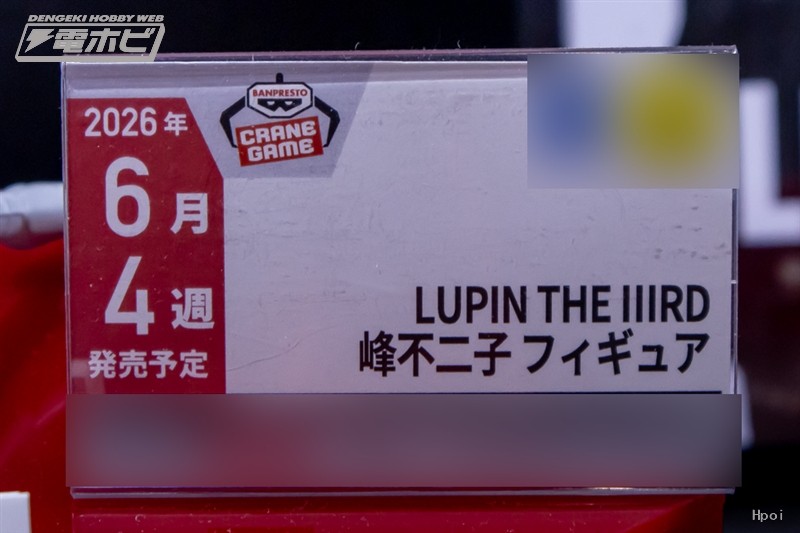 DENGEKI HOBBY WEB
電ホビ
2026年
6月
4週
発売予定
BANPRESTO
CRANE
GAME
LUPIN THE IIIRD
峰不二子 フィギュア
Hpoi